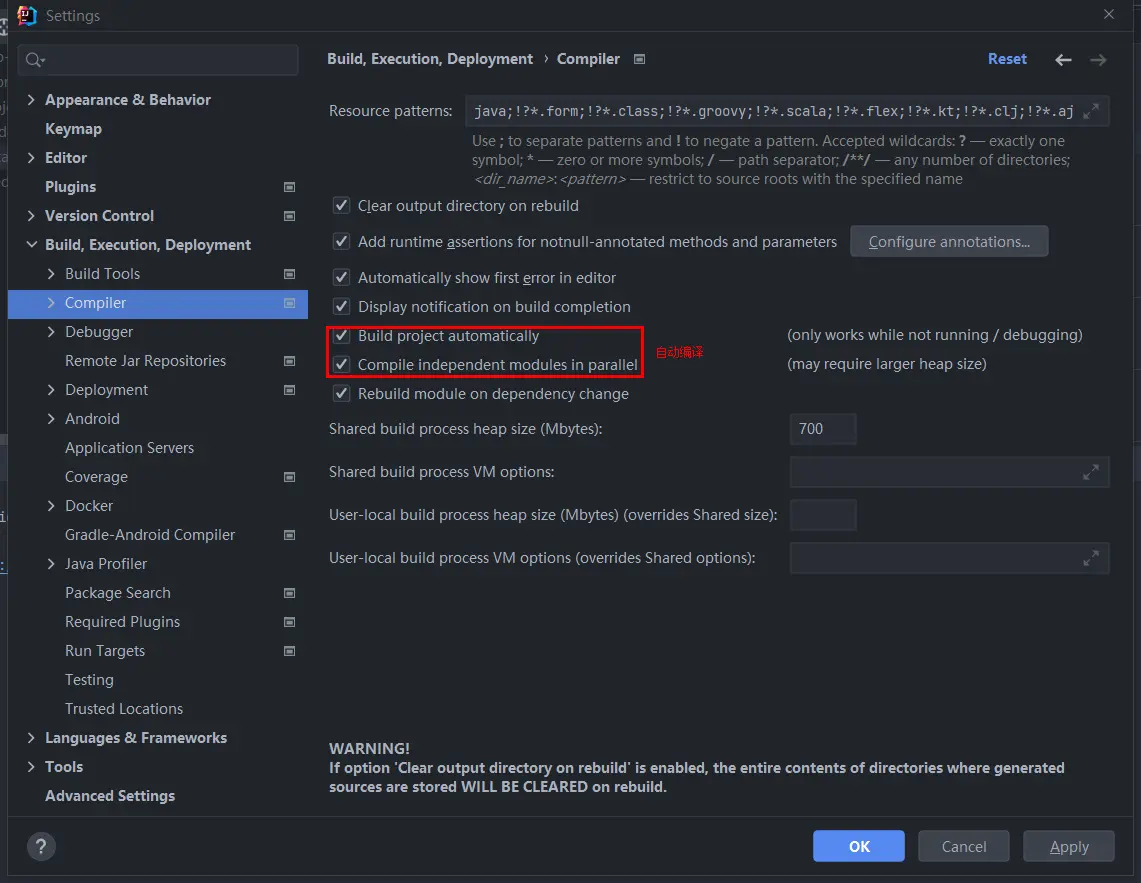 Settings
Build, Execution, Deployment › Compiler
Reset
Appearance & Behavior
Keymap
Editor
Plugins
Version Control
Build, Execution, Deployment
Build Tools
Compiler
Debugger
Remote Jar Repositories
Deployment
Android
Application Servers
Coverage
Docker
Gradle-Android Compiler
Java Profiler
Package Search
Required Plugins
Run Targets
Testing
Trusted Locations
Languages & Frameworks
Tools
Advanced Settings
Resource patterns: java;!?*.form;!?*.class;!?*.groovy;!?*.scala;!?*.flex;!?*.kt;!?*.clj;!?*.aj
Use ; to separate patterns and ! to negate a pattern. Accepted wildcards: ? — exactly one
symbol; * — zero or more symbols; / — path separator; /**/ — any number of directories;
<dir_name>:<pattern> — restrict to source roots with the specified name
Clear output directory on rebuild
Add runtime assertions for notnull-annotated methods and parameters Configure annotations...
Automatically show first error in editor
Display notification on build completion
Build project automatically (only works while not running / debugging)
自动编译
Compile independent modules in parallel (may require larger heap size)
Rebuild module on dependency change
Shared build process heap size (Mbytes): 700
Shared build process VM options:
User-local build process heap size (Mbytes) (overrides Shared size):
User-local build process VM options (overrides Shared options):
WARNING!
If option 'Clear output directory on rebuild' is enabled, the entire contents of directories where generated
sources are stored WILL BE CLEARED on rebuild.
? OK Cancel Apply